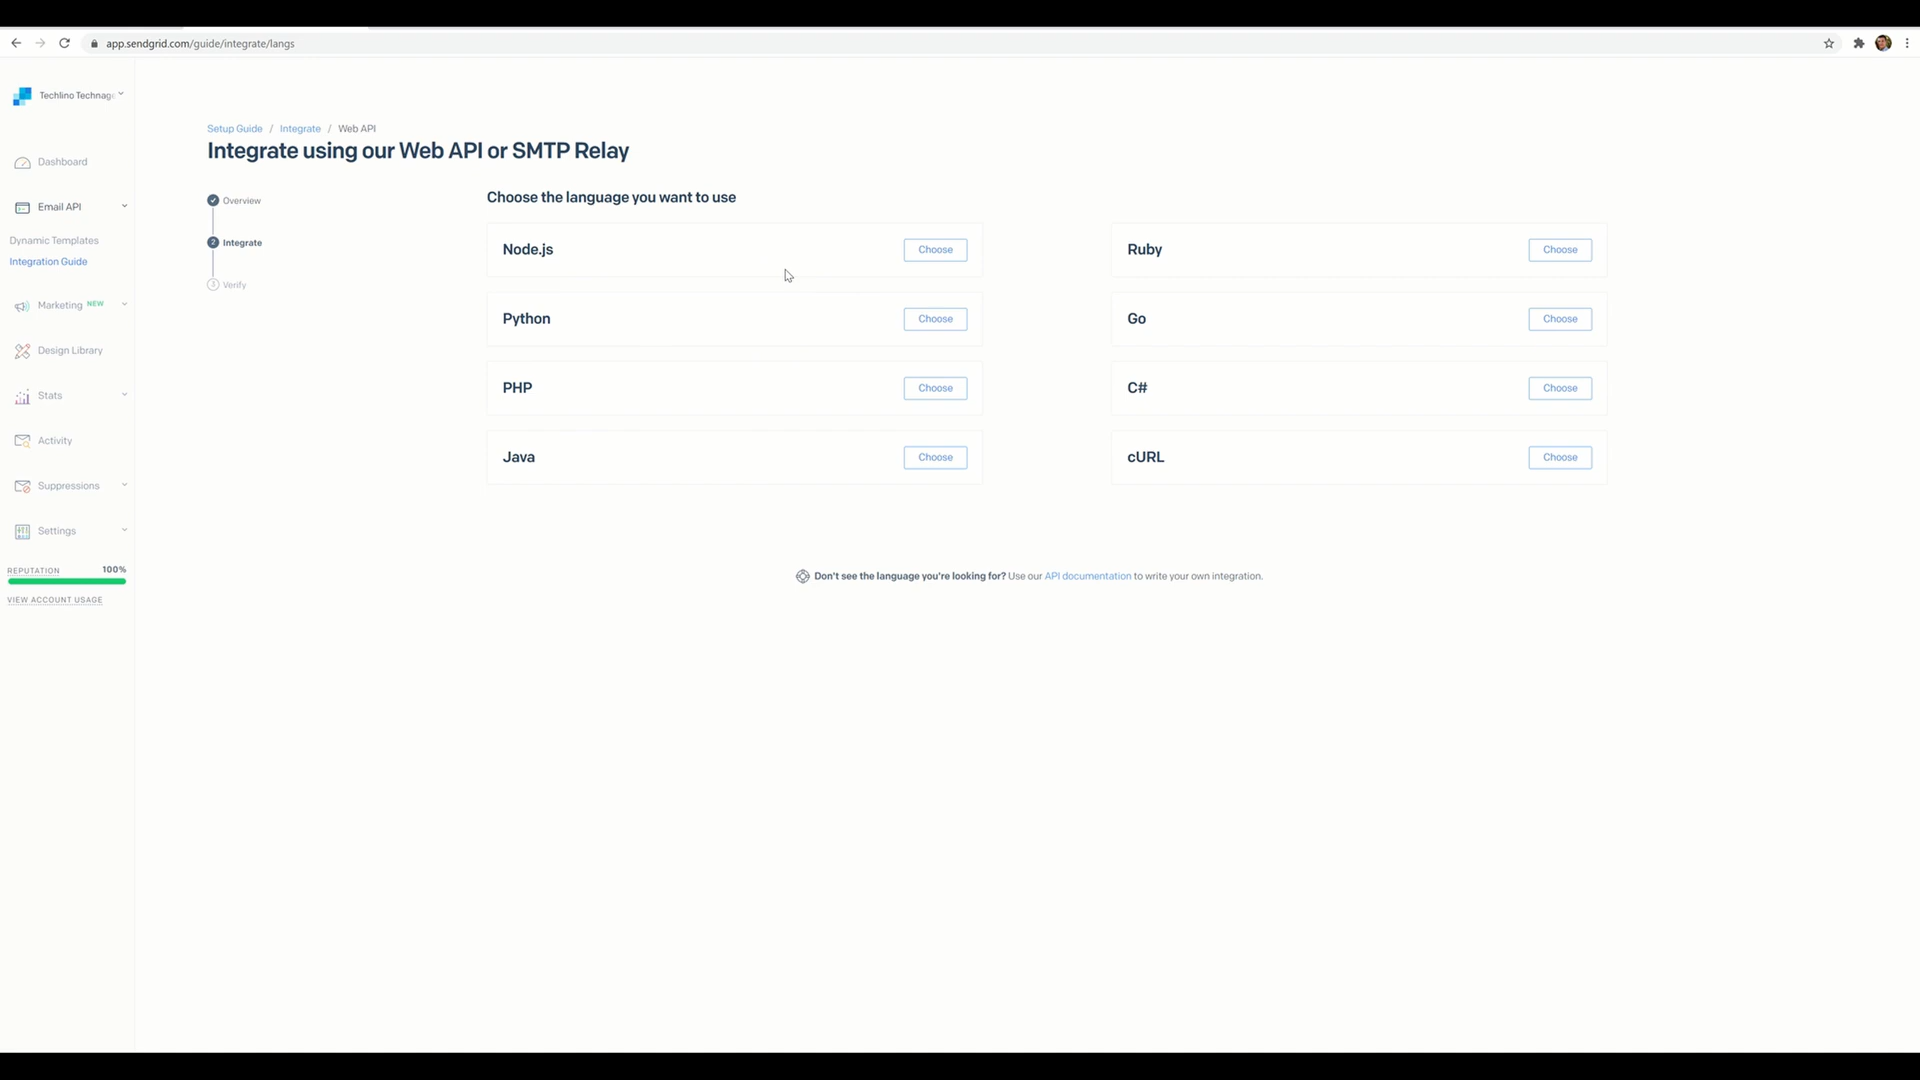 app.sendgrid.com/guide/integrate/langs
Techlino Technage
Dashboard
Email API
Dynamic Templates
Integration Guide
Marketing NEW
Design Library
Stats
Activity
Suppressions
Settings
REPUTATION 100%
VIEW ACCOUNT USAGE
Setup Guide / Integrate / Web API
Integrate using our Web API or SMTP Relay
Overview
2 Integrate
3 Verify
Choose the language you want to use
Node.js Choose
Ruby Choose
Python Choose
Go Choose
PHP Choose
C# Choose
Java Choose
cURL Choose
Don't see the language you're looking for? Use our API documentation to write your own integration.